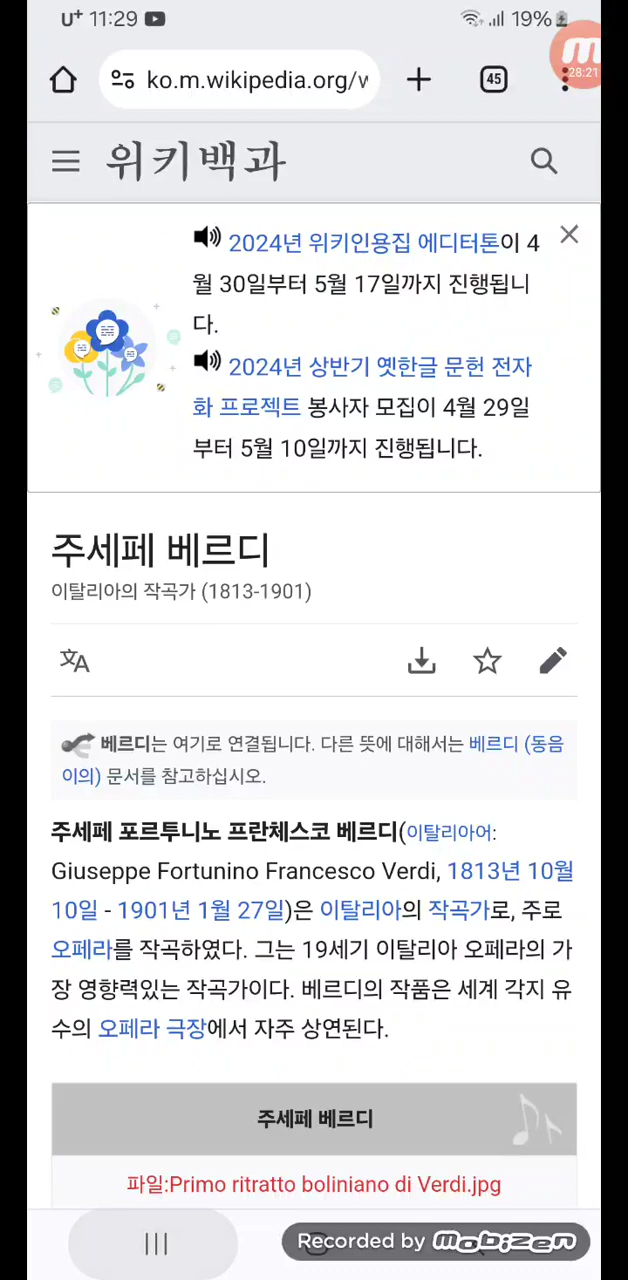 U+ 11:29
19%
28:21
ko.m.wikipedia.org/w
45
위키백과
2024년 위키인용집 에디터톤이 4
월 30일부터 5월 17일까지 진행됩니
다.
2024년 상반기 옛한글 문헌 전자
화 프로젝트 봉사자 모집이 4월 29일
부터 5월 10일까지 진행됩니다.
주세페 베르디
이탈리아의 작곡가 (1813-1901)
베르디는 여기로 연결됩니다. 다른 뜻에 대해서는 베르디 (동음
이의) 문서를 참고하십시오.
주세페 포르투니노 프란체스코 베르디(이탈리아어:
Giuseppe Fortunino Francesco Verdi, 1813년 10월
10일 - 1901년 1월 27일)은 이탈리아의 작곡가로, 주로
오페라를 작곡하였다. 그는 19세기 이탈리아 오페라의 가
장 영향력있는 작곡가이다. 베르디의 작품은 세계 각지 유
수의 오페라 극장에서 자주 상연된다.
주세페 베르디
파일:Primo ritratto boliniano di Verdi.jpg
Recorded by mobizen